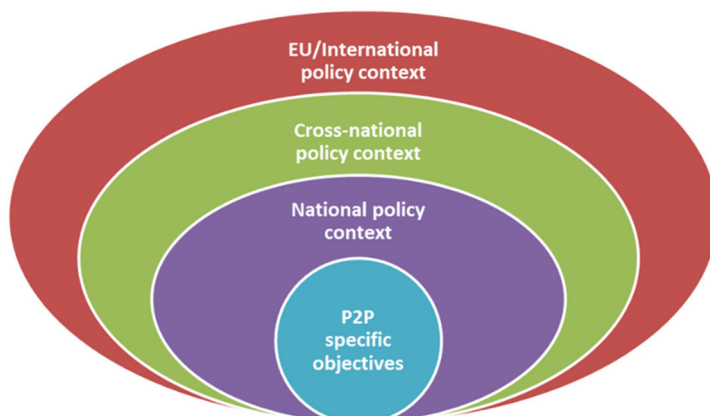 EU/International
policy context
Cross-national
policy context
National policy
context
P2P
specific
objectives